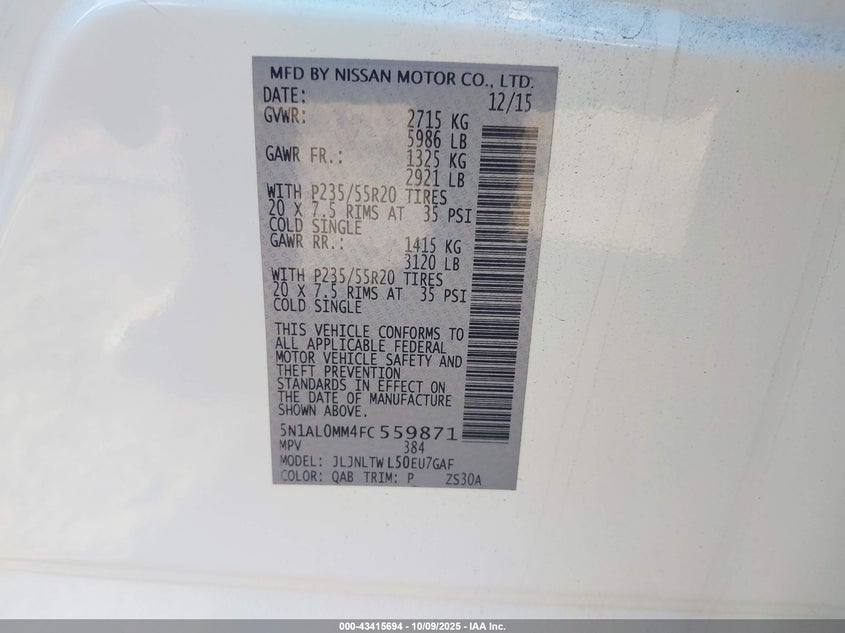 MFD BY NISSAN MOTOR CO., LTD.
DATE: 12/15
GVWR: 2715 KG
5986 LB
GAWR FR.: 1325 KG
2921 LB
WITH P235/55R20 TIRES
20 X 7.5 RIMS AT 35 PSI
COLD SINGLE
GAWR RR.: 1415 KG
3120 LB
WITH P235/55R20 TIRES
20 X 7.5 RIMS AT 35 PSI
COLD SINGLE
THIS VEHICLE CONFORMS TO
ALL APPLICABLE FEDERAL
MOTOR VEHICLE SAFETY AND
THEFT PREVENTION
STANDARDS IN EFFECT ON
THE DATE OF MANUFACTURE
SHOWN ABOVE.
5N1AL0MM4FC559871
MPV 384
MODEL: JLJNLTW L50EU7GAF
COLOR: QAB TRIM: P ZS30A
000-43415694 - 10/09/2025 - IAA Inc.